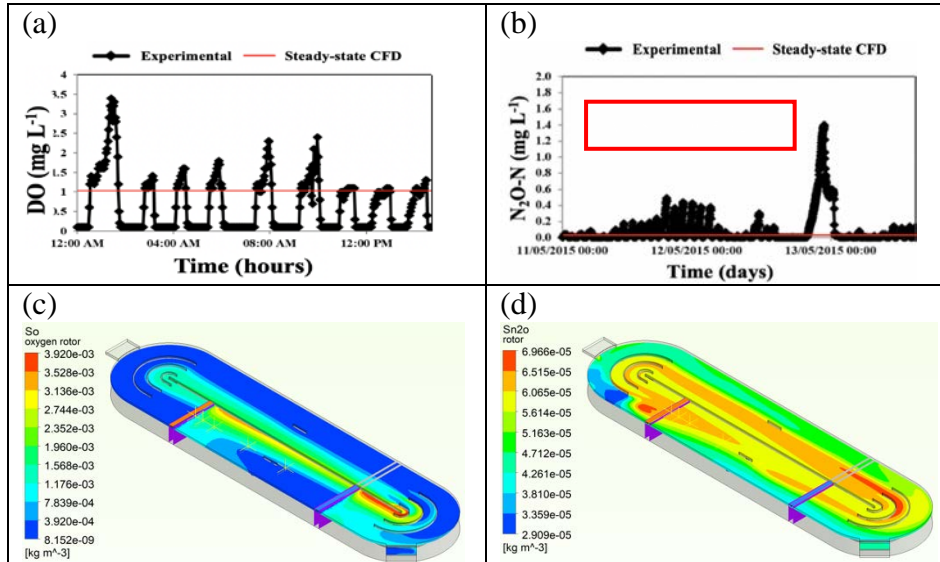 (a)
Experimental Steady-state CFD
4
3.5
3
2.5
2
1.5
1
0.5
0
DO (mg L-1)
12:00 AM 04:00 AM 08:00 AM 12:00 PM
Time (hours)
(b)
Experimental Steady-state CFD
2.0
1.8
1.6
1.4
1.2
1.0
0.8
0.6
0.4
0.2
0.0
N2O-N (mg L-1)
11/05/2015 00:00 12/05/2015 00:00 13/05/2015 00:00
Time (days)
(c)
So
oxygen rotor
3.920e-03
3.528e-03
3.136e-03
2.744e-03
2.352e-03
1.960e-03
1.568e-03
1.176e-03
7.839e-04
3.920e-04
8.152e-09
[kg m^-3]
(d)
Sn2o
rotor
6.966e-05
6.515e-05
6.065e-05
5.614e-05
5.163e-05
4.712e-05
4.261e-05
3.810e-05
3.359e-05
2.909e-05
[kg m^-3]